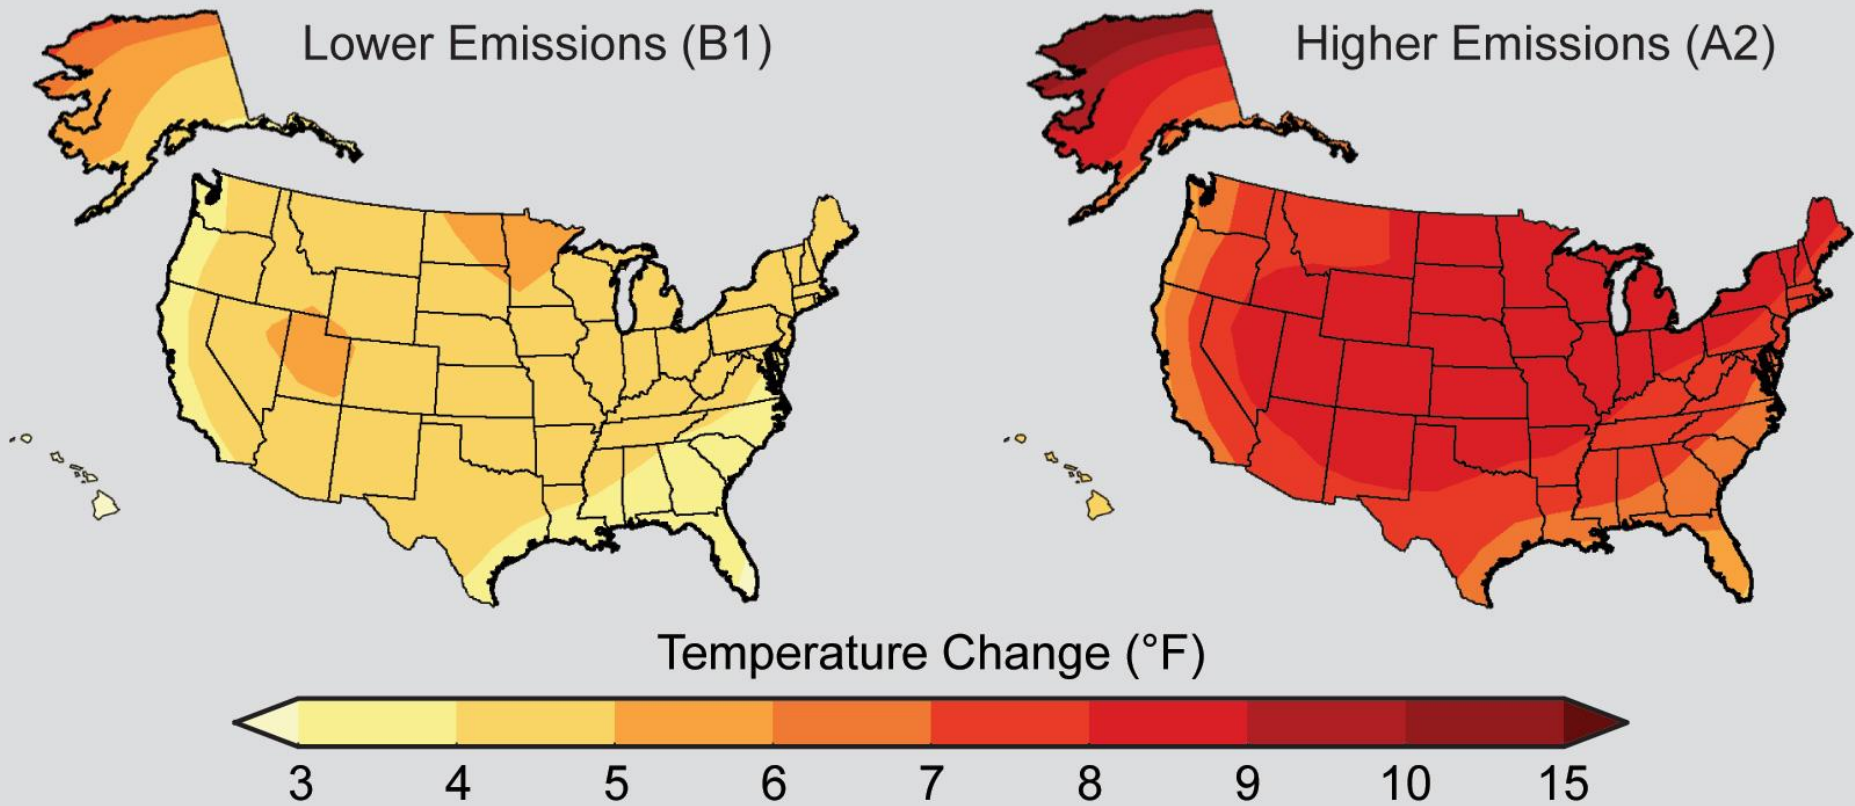 Lower Emissions (B1)
Higher Emissions (A2)
Temperature Change (°F)
3 4 5 6 7 8 9 10 15